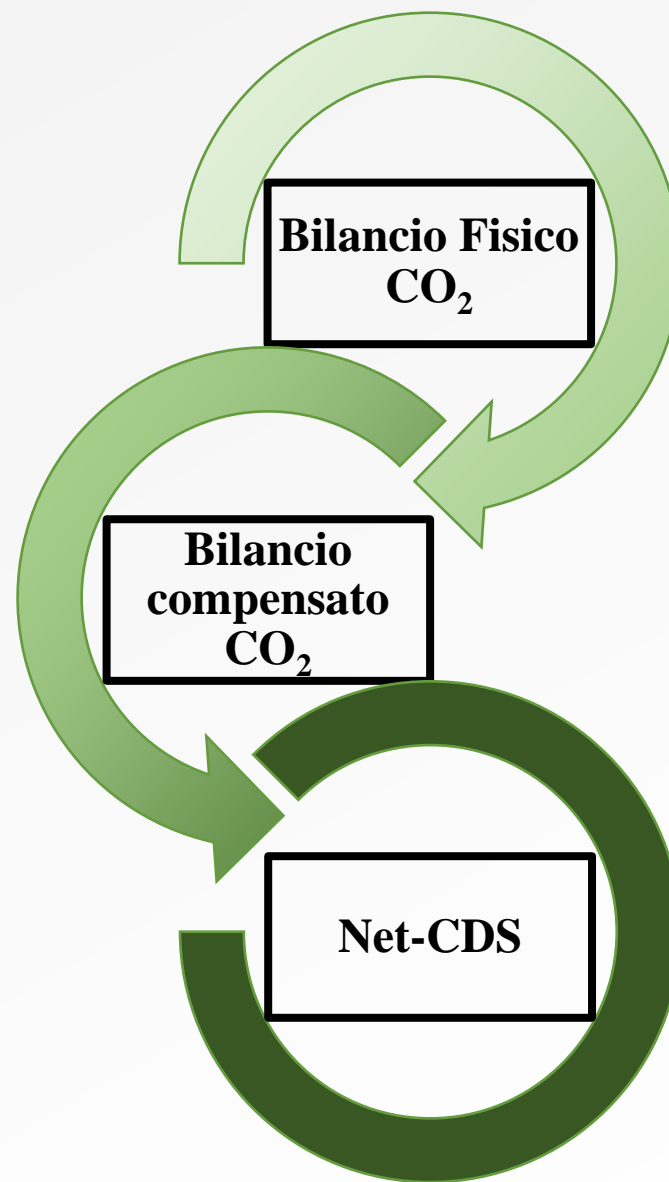 Bilancio Fisico
CO₂
Bilancio
compensato
CO₂
Net-CDS